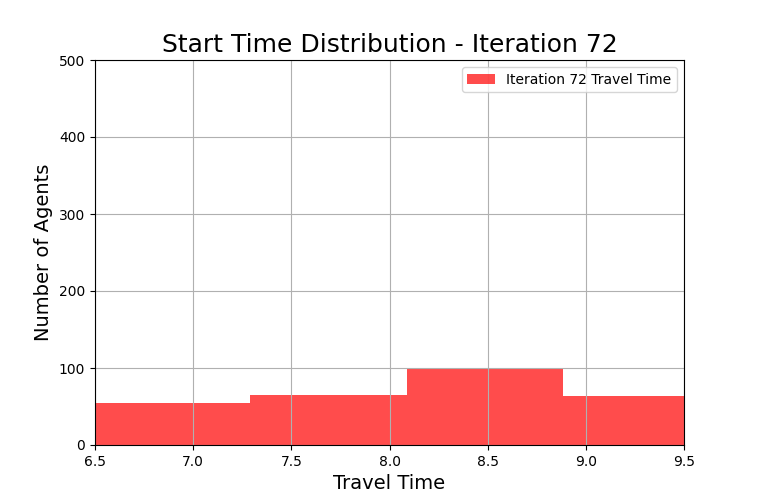 Start Time Distribution - Iteration 72
500
Iteration 72 Travel Time
400
300
200
100
0
Number of Agents
6.5 7.0 7.5 8.0 8.5 9.0 9.5
Travel Time